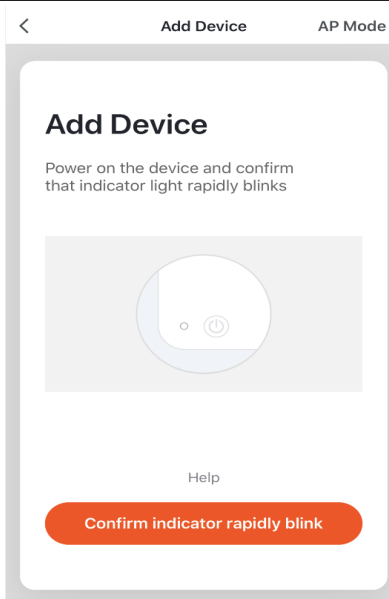 Add Device
AP Mode
Add Device
Power on the device and confirm
that indicator light rapidly blinks
Help
Confirm indicator rapidly blink